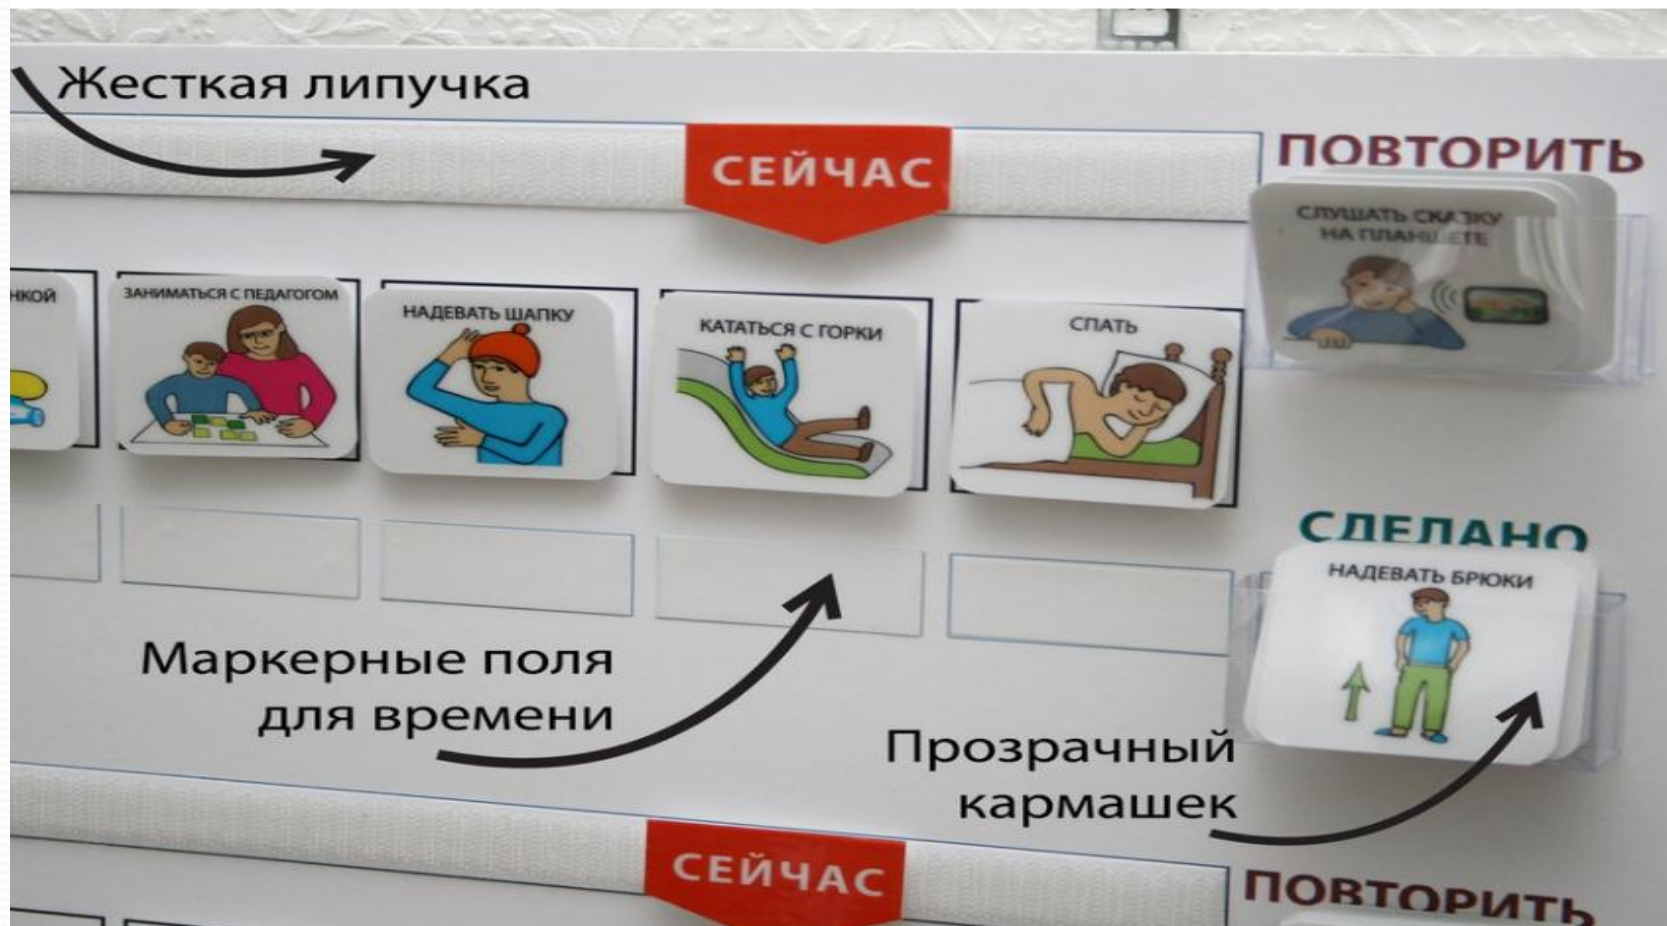 Жесткая липучка
СЕЙЧАС
ПОВТОРИТЬ
СЛУШАТЬ СКАЗКУ
НА ПЛАНШЕТЕ
НКОЙ
ЗАНИМАТЬСЯ С ПЕДАГОГОМ
НАДЕВАТЬ ШАПКУ
КАТАТЬСЯ С ГОРКИ
СПАТЬ
СДЕЛАНО
НАДЕВАТЬ БРЮКИ
Маркерные поля
для времени
Прозрачный
кармашек
СЕЙЧАС
ПОВТОРИТЬ